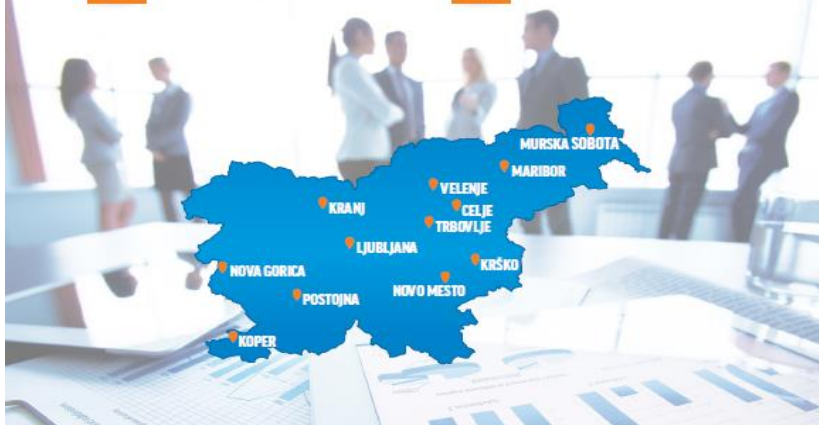 MURSKA SOBOTA
MARIBOR
VELENJE
KRANJ
CELJE
TRBOVLJE
LJUBLJANA
KRŠKO
NOVA GORICA
NOVO MESTO
POSTOJNA
KOPER